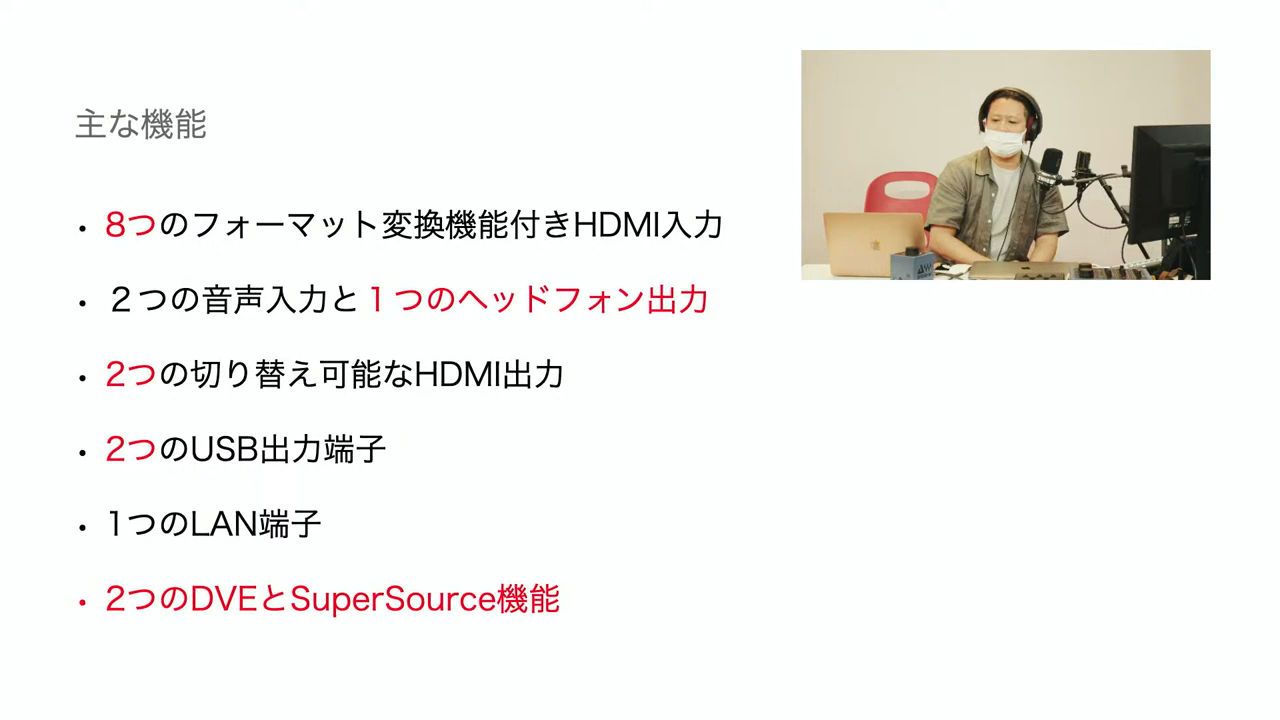 主な機能
・8つのフォーマット変換機能付きHDMI入力
・２つの音声入力と１つのヘッドフォン出力
・2つの切り替え可能なHDMI出力
・2つのUSB出力端子
・1つのLAN端子
・2つのDVEとSuperSource機能